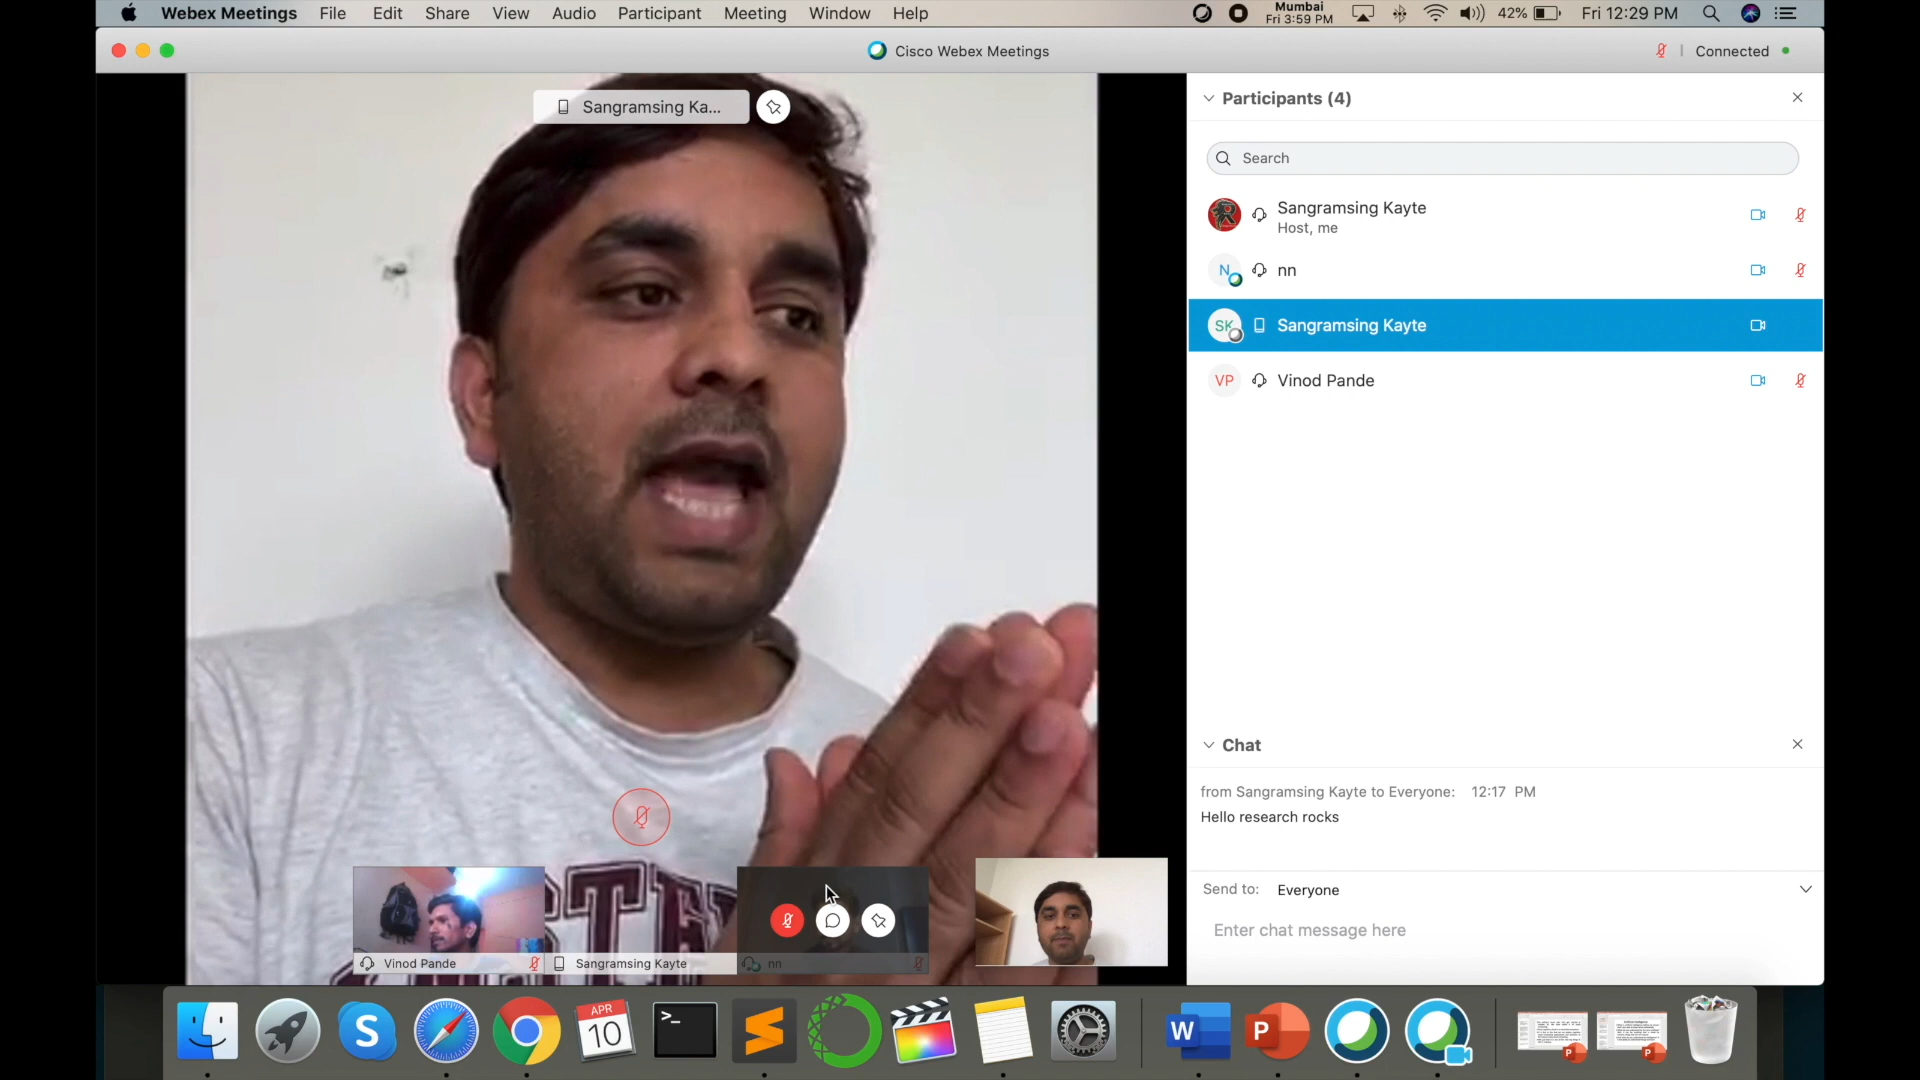 Webex Meetings File Edit Share View Audio Participant Meeting Window Help
Mumbai
Fri 3:59 PM
42%
Fri 12:29 PM
Cisco Webex Meetings
Connected
Sangramsing Ka...
Participants (4)
Search
Sangramsing Kayte
Host, me
N
nn
SK
Sangramsing Kayte
VP
Vinod Pande
Chat
from Sangramsing Kayte to Everyone: 12:17 PM
Hello research rocks
Send to: Everyone
Enter chat message here
Vinod Pande
Sangramsing Kayte
nn
S
APR
10
>_
W
P
P
P